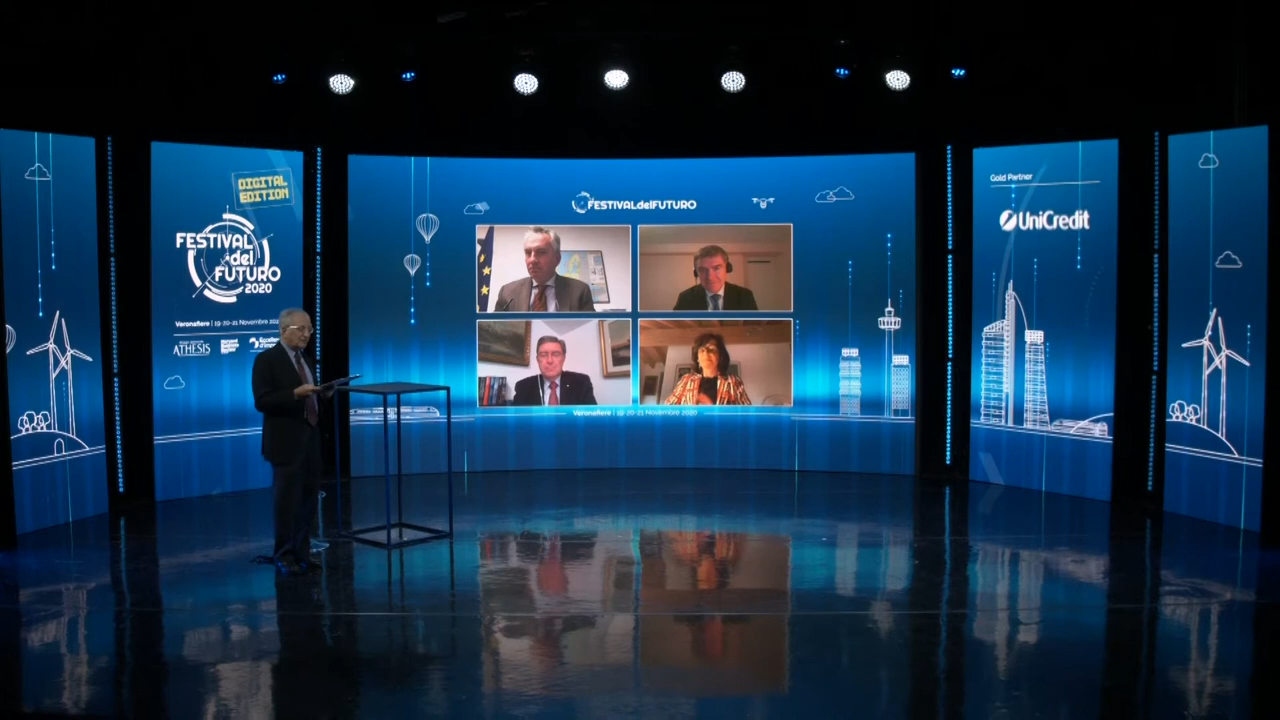 DIGITAL
EDITION
FESTIVAL
del
FUTURO
2020
Veronafiere | 19-20-21 Novembre
ATHESIS
FESTIVALdelFUTURO
Veronafiere | 19-20-21 Novembre 2020
Gold Partner
UniCredit